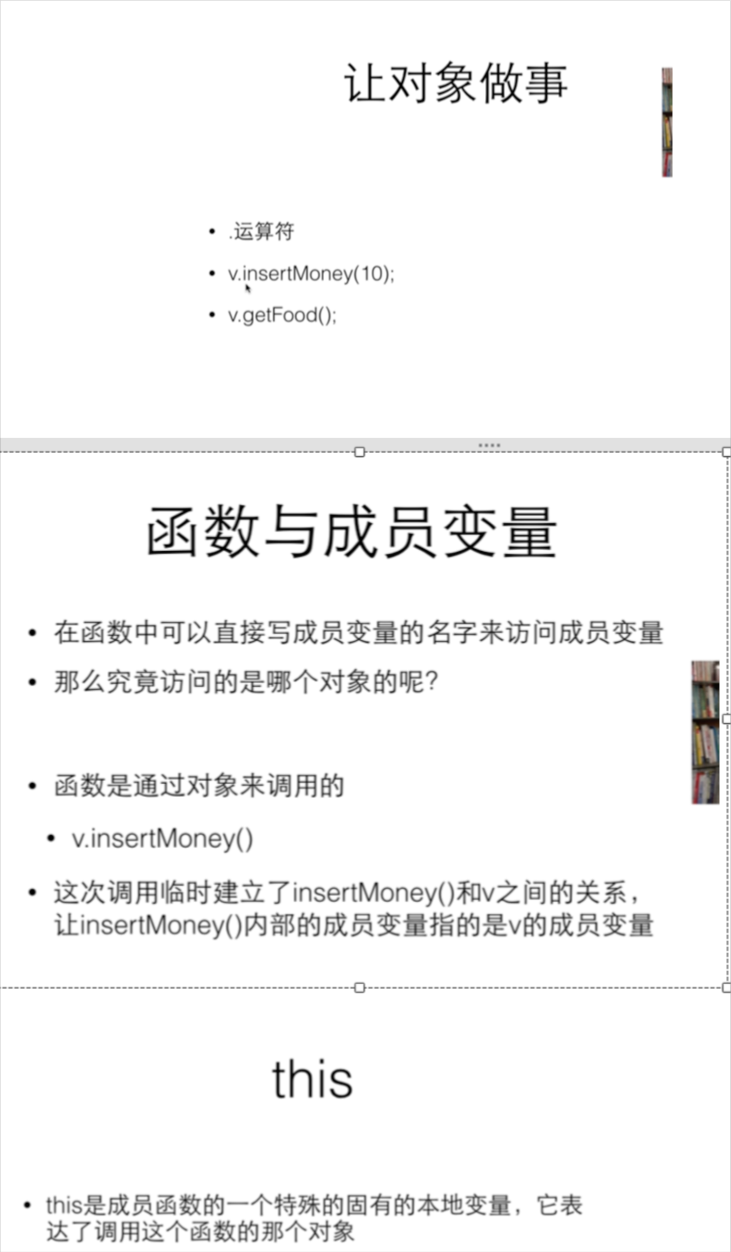 让对象做事
• .运算符
• v.insertMoney(10);
• v.getFood();
函数与成员变量
• 在函数中可以直接写成员变量的名字来访问成员变量
• 那么究竟访问的是哪个对象的呢?
• 函数是通过对象来调用的
• v.insertMoney()
• 这次调用临时建立了insertMoney()和v之间的关系，
让insertMoney()内部的成员变量指的是v的成员变量
this
• this是成员函数的一个特殊的固有的本地变量，它表
达了调用这个函数的那个对象